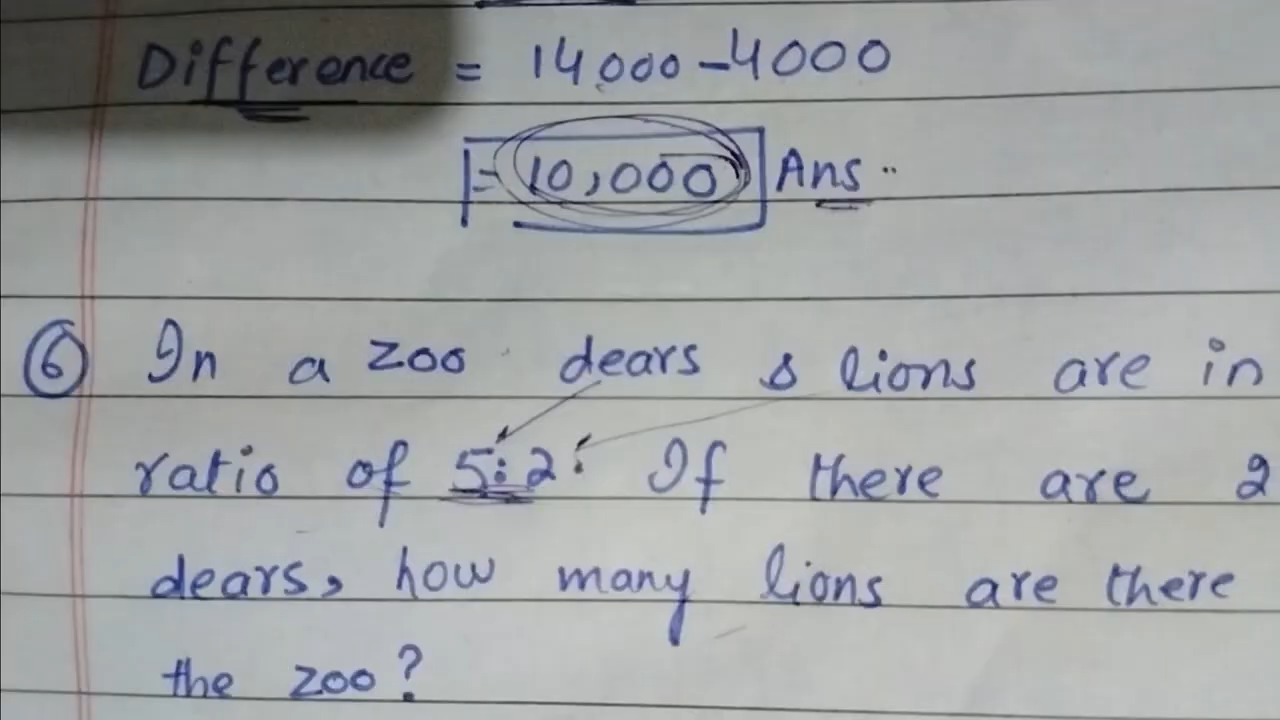 Difference = 14,000 - 4000
= 10,000 Ans..
6 In a zoo dears & lions are in
ratio of 5:2. If there are 2
dears, how many lions are there
the zoo?